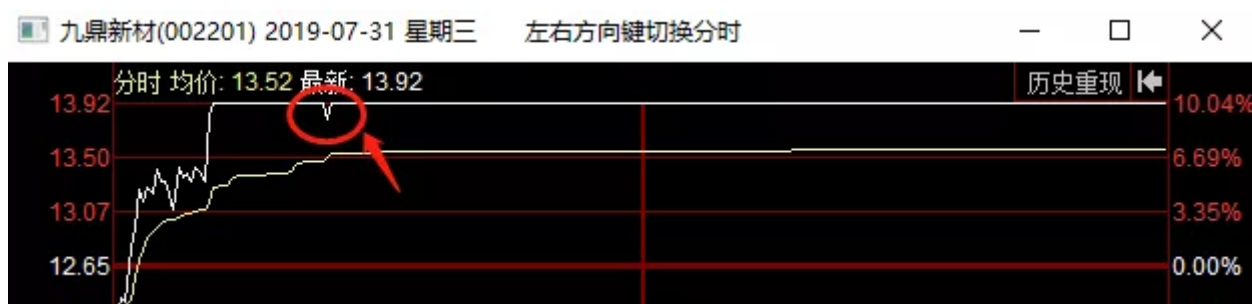 九鼎新材(002201) 2019-07-31 星期三 左右方向键切换分时
分时 均价: 13.52 最新: 13.92 历史重现
13.92 10.04%
13.50 6.69%
13.07 3.35%
12.65 0.00%